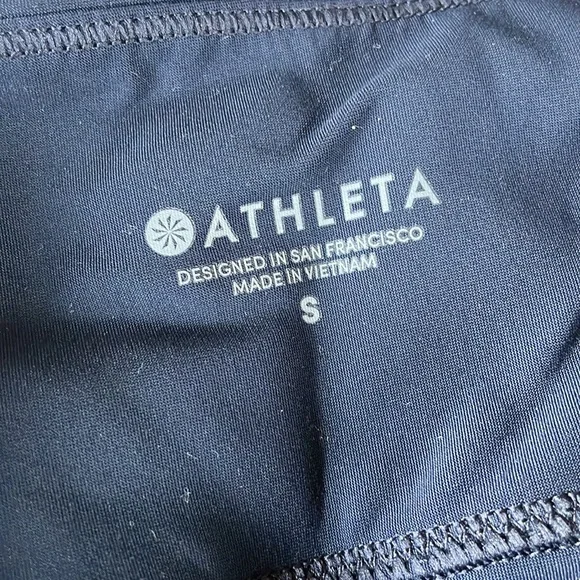 ATHLETA
DESIGNED IN SAN FRANCISCO
MADE IN VIETNAM
S